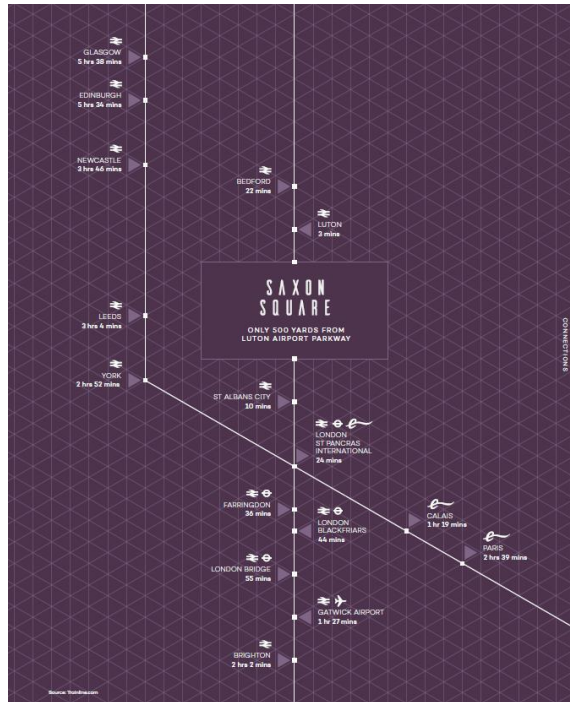 GLASGOW
5 hrs 38 mins
EDINBURGH
5 hrs 34 mins
NEWCASTLE
3 hrs 46 mins
BEDFORD
22 mins
LUTON
3 mins
SAXON
SQUARE
ONLY 500 YARDS FROM
LUTON AIRPORT PARKWAY
LEEDS
3 hrs 4 mins
YORK
2 hrs 52 mins
CONNECTIONS
ST ALBANS CITY
10 mins
LONDON
ST PANCRAS
INTERNATIONAL
24 mins
FARRINGDON
36 mins
LONDON
BLACKFRIARS
44 mins
CALAIS
1 hr 19 mins
PARIS
2 hrs 39 mins
LONDON BRIDGE
55 mins
GATWICK AIRPORT
1 hr 27 mins
BRIGHTON
2 hrs 2 mins
Source: Trainline.com